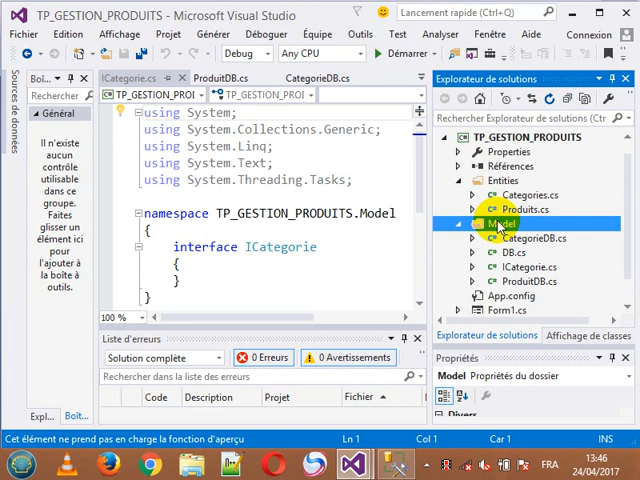 TP_GESTION_PRODUITS - Microsoft Visual Studio
Lancement rapide (Ctrl+Q)
Fichier Edition Affichage Projet Générer Déboguer Équipe Outils Test Analyser Fenêtre Aide Connexion
Debug Any CPU Démarrer
Sources de données
Boî...
Rechercher
Général
Il n'existe
aucun
contrôle
utilisable
dans ce
groupe.
Faites
glisser un
élément ici
pour
l'ajouter à
la boîte à
outils.
Expl... Boît...
ICategorie.cs ProduitDB.cs CategorieDB.cs
TP_GESTION_PR TP_GESTION_PROD
using System;
using System.Collections.Generic;
using System.Linq;
using System.Text;
using System.Threading.Tasks;
namespace TP_GESTION_PRODUITS.Model
{
interface ICategorie
{
}
}
100 %
Liste d'erreurs
Solution complète 0 Erreurs 0 Avertissements
Rechercher dans la liste des erreurs
Code Description Projet Fichier
Explorateur de solutions
Rechercher Explorateur de solutions (Ctrl
TP_GESTION_PRODUITS
Properties
Références
Entities
Categories.cs
Produits.cs
Model
CategorieDB.cs
DB.cs
ICategorie.cs
ProduitDB.cs
App.config
Form1.cs
Explorateur de solutions Affichage de classes
Propriétés
Model Propriétés du dossier
Divers
Cet élément ne prend pas en charge la fonction d'aperçu Ln 1 Col 1 Car 1 INS
FR 13:46
24/04/2017